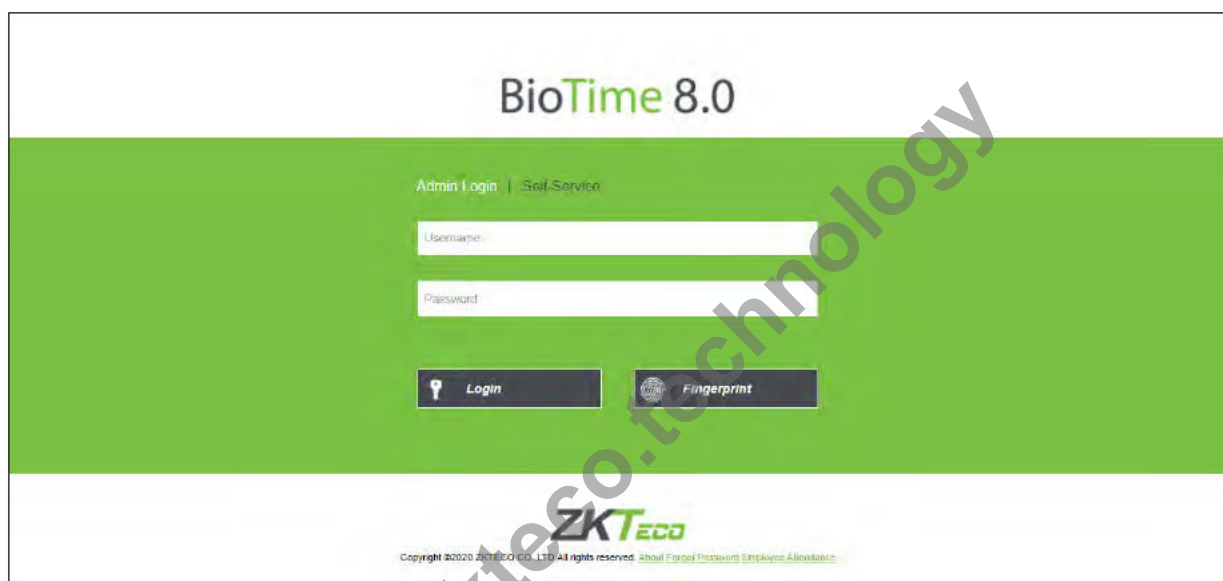 BioTime 8.0
Admin Login | Self-Service
Username
Password
Login
Fingerprint
zkteco.technology
ZKTECO
Copyright ©2020 ZKTECO CO., LTD All rights reserved. About Forgot Password Employee Attendance